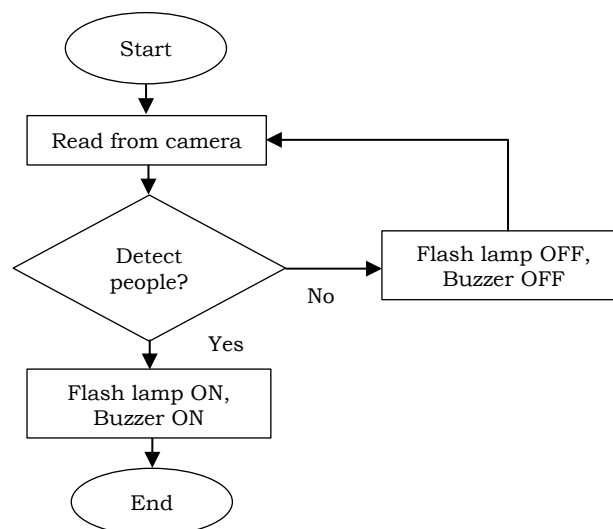 Start
Read from camera
Detect
people?
No
Flash lamp OFF,
Buzzer OFF
Yes
Flash lamp ON,
Buzzer ON
End